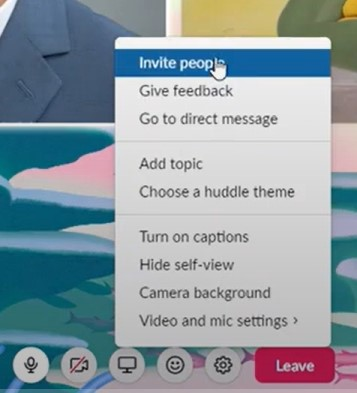 Invite people
Give feedback
Go to direct message
Add topic
Choose a huddle theme
Turn on captions
Hide self-view
Camera background
Video and mic settings ›
Leave